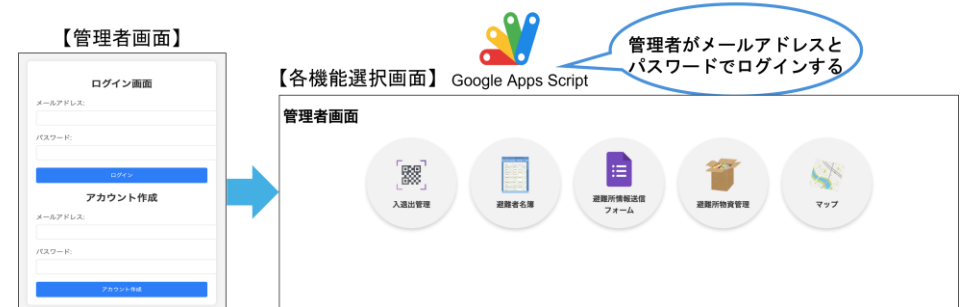 【管理者画面】
ログイン画面
メールアドレス:
パスワード:
ログイン
アカウント作成
メールアドレス:
パスワード:
アカウント作成
【各機能選択画面】
Google Apps Script
管理者がメールアドレスと
パスワードでログインする
管理者画面
入退出管理
避難者名簿
避難所情報送信
フォーム
避難所物資管理
マップ